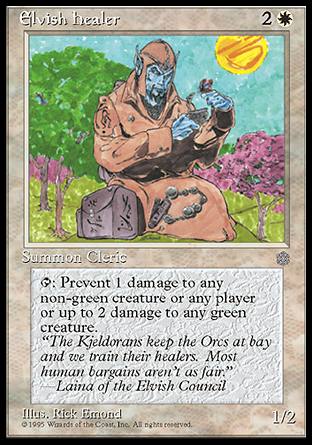 Elvish Healer 2
Summon Cleric
: Prevent 1 damage to any
non-green creature or any player
or up to 2 damage to any green
creature.
"The Kjeldorans keep the Orcs at bay
and we train their healers. Most
human bargains aren't as fair."
—Laina of the Elvish Council
Illus. Rick Emond
1/2
©1995 Wizards of the Coast, Inc. All rights reserved.